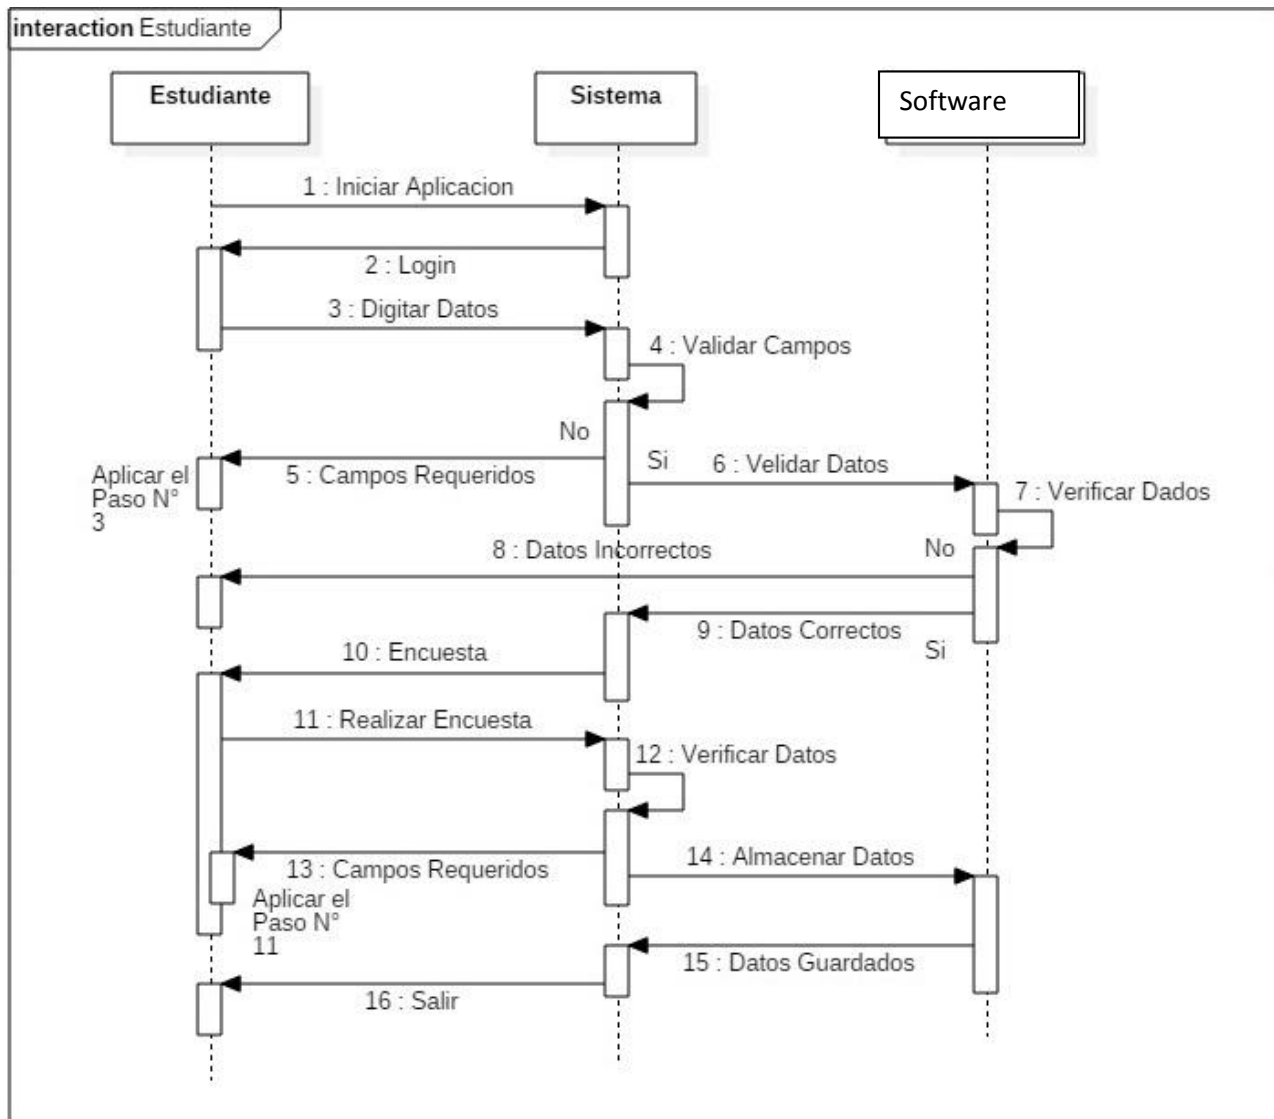 interaction Estudiante
Estudiante
Sistema
Software
1 : Iniciar Aplicacion
2 : Login
3 : Digitar Datos
4 : Validar Campos
No
5 : Campos Requeridos
Aplicar el
Paso N°
3
Si
6 : Velidar Datos
7 : Verificar Dados
8 : Datos Incorrectos
No
9 : Datos Correctos
Si
10 : Encuesta
11 : Realizar Encuesta
12 : Verificar Datos
13 : Campos Requeridos
Aplicar el
Paso N°
11
14 : Almacenar Datos
15 : Datos Guardados
16 : Salir